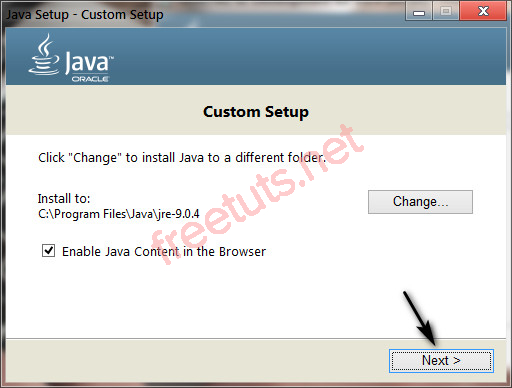 Java Setup - Custom Setup
Java™
ORACLE
Custom Setup
Click "Change" to install Java to a different folder.
Install to:
C:\Program Files\Java\jre-9.0.4
Change...
Enable Java Content in the Browser
freetuts.net
Next >